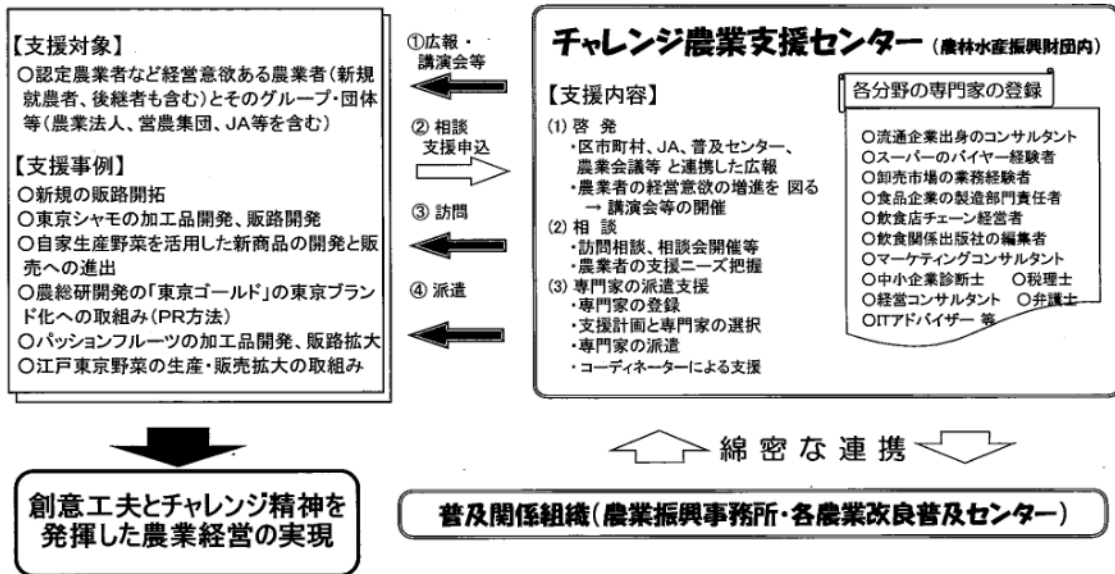 【支援対象】
○認定農業者など経営意欲ある農業者(新規
就農者、後継者も含む)とそのグループ・団体
等(農業法人、営農集団、JA等を含む)
【支援事例】
○新規の販路開拓
○東京シャモの加工品開発、販路開発
○自家生産野菜を活用した新商品の開発と販
売への進出
○農総研開発の「東京ゴールド」の東京ブラン
ド化への取組み(PR方法)
○パッションフルーツの加工品開発、販路拡大
○江戸東京野菜の生産・販売拡大の取組み
①広報・
講演会等
② 相談
支援申込
③ 訪問
④ 派遣
チャレンジ農業支援センター(農林水産振興財団内)
【支援内容】
(1) 啓 発
・区市町村、JA、普及センター、
農業会議等 と連携した広報
・農業者の経営意欲の増進を 図る
→ 講演会等の開催
(2) 相 談
・訪問相談、相談会開催等
・農業者の支援ニーズ把握
(3) 専門家の派遣支援
・専門家の登録
・支援計画と専門家の選択
・専門家の派遣
・コーディネーターによる支援
各分野の専門家の登録
○流通企業出身のコンサルタント
○スーパーのバイヤー経験者
○卸売市場の業務経験者
○食品企業の製造部門責任者
○飲食店チェーン経営者
○飲食関係出版社の編集者
○マーケティングコンサルタント
○中小企業診断士 ○税理士
○経営コンサルタント ○弁護士
○ITアドバイザー 等
綿密な連携
創意工夫とチャレンジ精神を
発揮した農業経営の実現
普及関係組織(農業振興事務所・各農業改良普及センター)